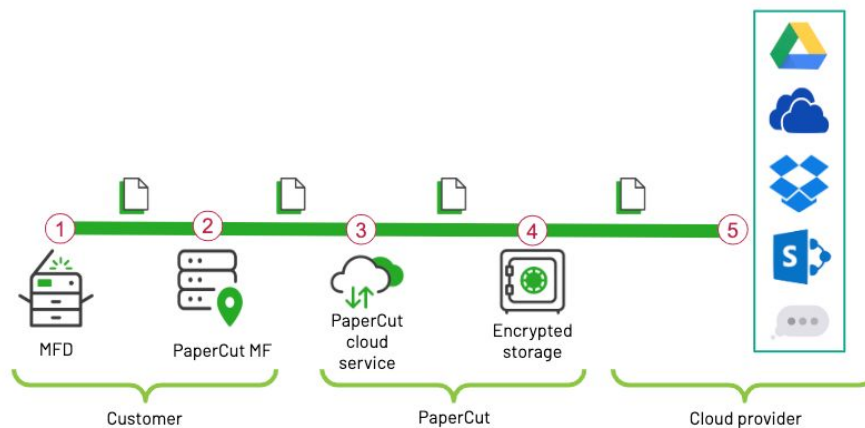 1
2
3
4
5
S
MFD
PaperCut MF
PaperCut
cloud
service
Encrypted
storage
Customer
PaperCut
Cloud provider